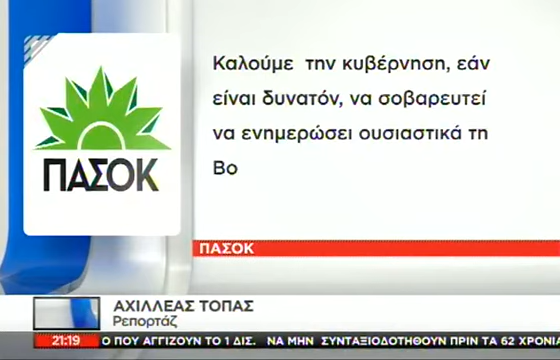 Καλούμε την κυβέρνηση, εάν
είναι δυνατόν, να σοβαρευτεί
να ενημερώσει ουσιαστικά τη
Βο
ΠΑΣΟΚ
ΠΑΣΟΚ
ΑΧΙΛΛΕΑΣ ΤΟΠΑΣ
Ρεπορτάζ
21:19 Ο ΠΟΥ ΑΓΓΙΖΟΥΝ ΤΟ 1 ΔΙΣ. ΝΑ ΜΗΝ ΣΥΝΤΑΞΙΟΔΟΤΗΘΟΥΝ ΠΡΙΝ ΤΑ 62 ΧΡΟΝΙ